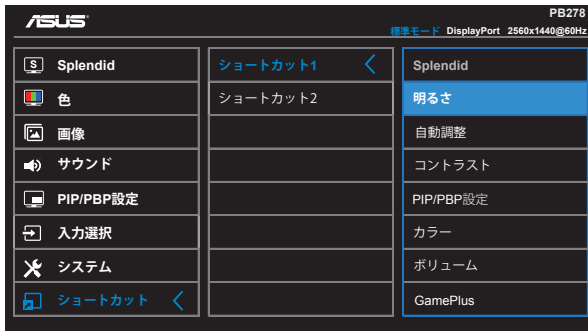 ASUS
PB278
標準モード DisplayPort 2560x1440@60Hz
S Splendid
色
画像
サウンド
PIP/PBP設定
入力選択
システム
ショートカット
ショートカット1
ショートカット2
Splendid
明るさ
自動調整
コントラスト
PIP/PBP設定
カラー
ボリューム
GamePlus